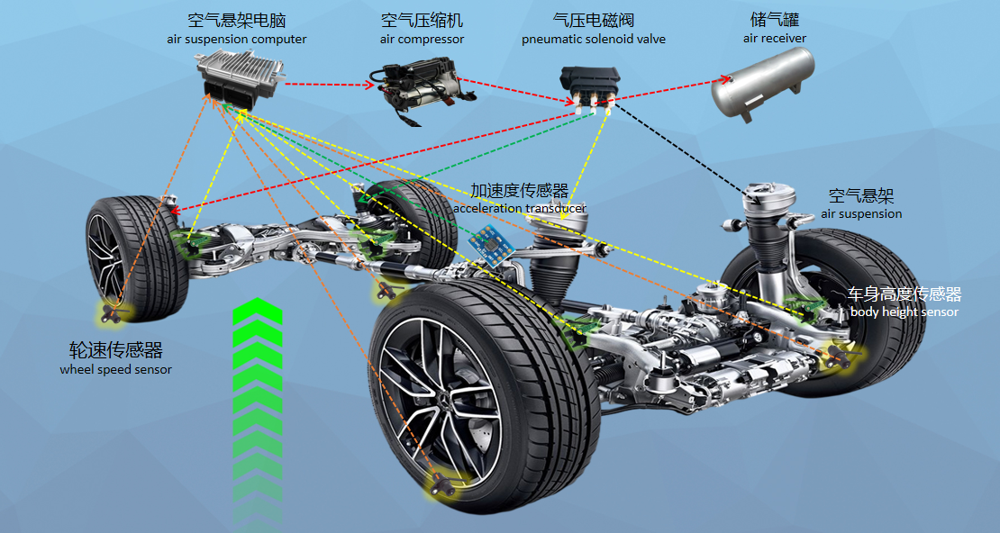 空气悬架电脑
air suspension computer
空气压缩机
air compressor
气压电磁阀
pneumatic solenoid valve
储气罐
air receiver
加速度传感器
acceleration transducer
空气悬架
air suspension
车身高度传感器
body height sensor
轮速传感器
wheel speed sensor